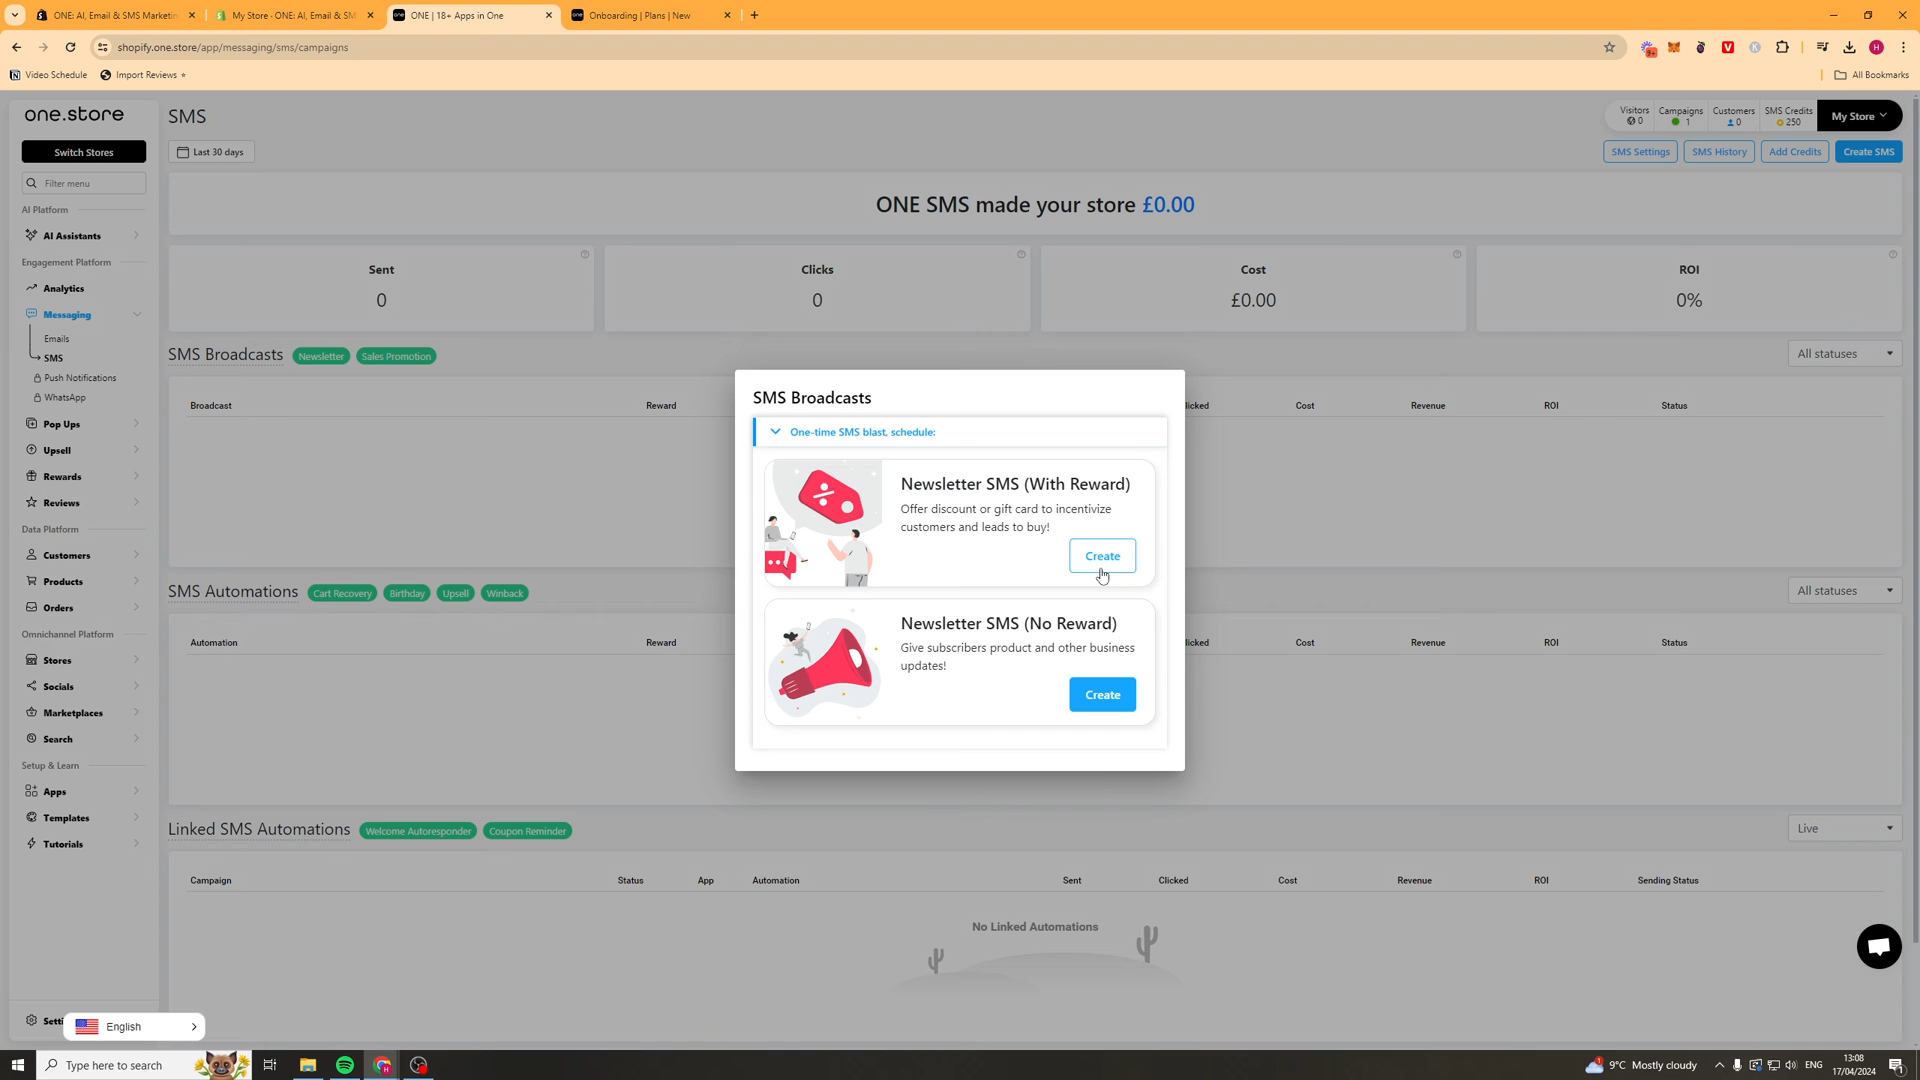 ONE: AI, Email & SMS Marketin
My Store · ONE: AI, Email & SM
ONE | 18+ Apps in One
Onboarding | Plans | New
shopify.one.store/app/messaging/sms/campaigns
9+
Video Schedule
Import Reviews
All Bookmarks
one.store
SMS
Visitors
0
Campaigns
1
Customers
0
SMS Credits
250
My Store
Switch Stores
Last 30 days
SMS Settings
SMS History
Add Credits
Create SMS
Filter menu
AI Platform
AI Assistants
Engagement Platform
Analytics
Messaging
Emails
SMS
Push Notifications
WhatsApp
Pop Ups
Upsell
Rewards
Reviews
Data Platform
Customers
Products
Orders
Omnichannel Platform
Stores
Socials
Marketplaces
Search
Setup & Learn
Apps
Templates
Tutorials
Setti
English
ONE SMS made your store £0.00
Sent
0
Clicks
0
Cost
£0.00
ROI
0%
SMS Broadcasts
Newsletter
Sales Promotion
All statuses
Broadcast
Reward
licked
Cost
Revenue
ROI
Status
SMS Broadcasts
One-time SMS blast, schedule:
Newsletter SMS (With Reward)
Offer discount or gift card to incentivize
customers and leads to buy!
Create
Newsletter SMS (No Reward)
Give subscribers product and other business
updates!
Create
SMS Automations
Cart Recovery
Birthday
Upsell
Winback
All statuses
Automation
Reward
licked
Cost
Revenue
ROI
Status
Linked SMS Automations
Welcome Autoresponder
Coupon Reminder
Live
Campaign
Status
App
Automation
Sent
Clicked
Cost
Revenue
ROI
Sending Status
No Linked Automations
Type here to search
9°C Mostly cloudy
ENG
13:08
17/04/2024